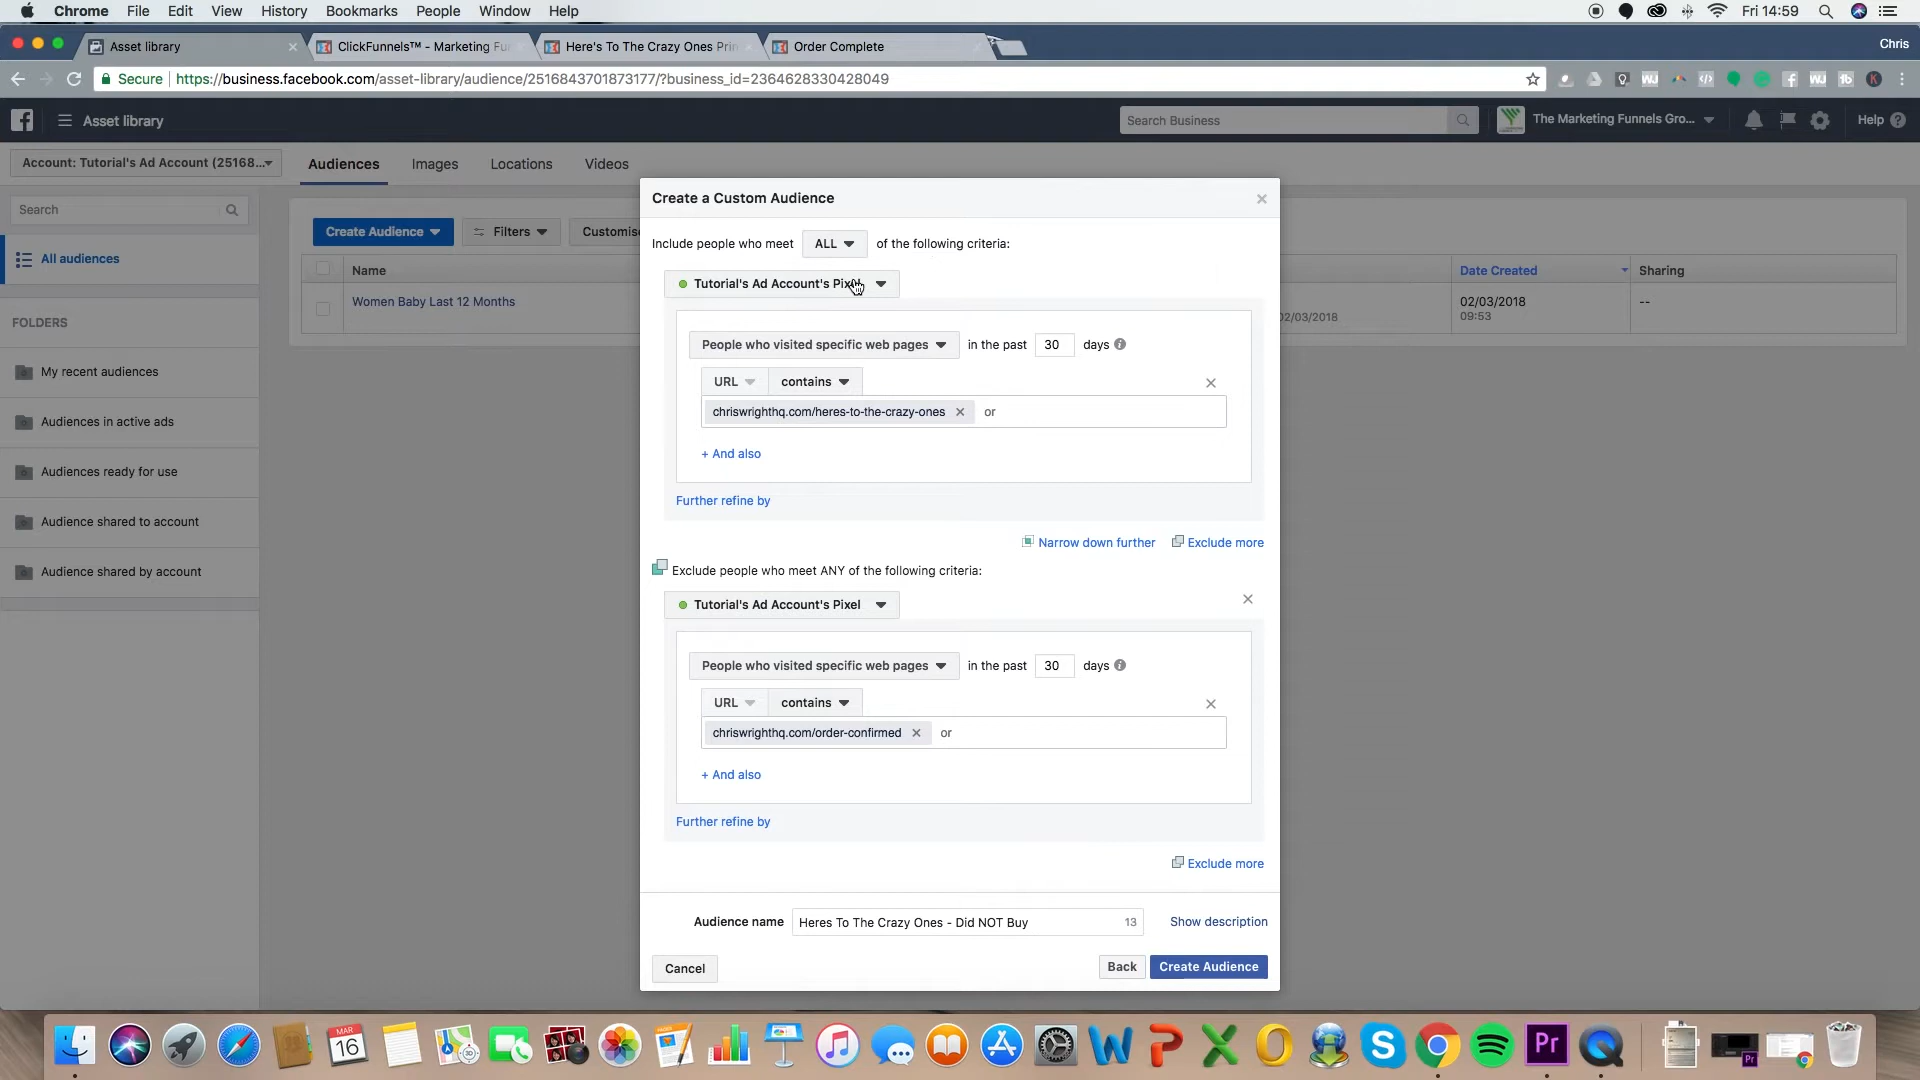 Chrome File Edit View History Bookmarks People Window Help Fri 14:59
Asset library ClickFunnels™ - Marketing Fu Here's To The Crazy Ones Prin Order Complete Chris
Secure https://business.facebook.com/asset-library/audience/2516843701873177/?business_id=2364628330428049
Asset library Search Business The Marketing Funnels Gro... Help
Account: Tutorial's Ad Account (25168... Audiences Images Locations Videos
Search
Create Audience Filters Customise
All audiences
Name Date Created Sharing
Women Baby Last 12 Months 02/03/2018 --
02/03/2018 09:53
FOLDERS
My recent audiences
Audiences in active ads
Audiences ready for use
Audience shared to account
Audience shared by account
Create a Custom Audience
Include people who meet ALL of the following criteria:
Tutorial's Ad Account's Pixel
People who visited specific web pages in the past 30 days
URL contains
chriswrighthq.com/heres-to-the-crazy-ones or
+ And also
Further refine by
Narrow down further Exclude more
Exclude people who meet ANY of the following criteria:
Tutorial's Ad Account's Pixel
People who visited specific web pages in the past 30 days
URL contains
chriswrighthq.com/order-confirmed or
+ And also
Further refine by
Exclude more
Audience name Heres To The Crazy Ones - Did NOT Buy 13 Show description
Cancel Back Create Audience
MAR
16
Pr